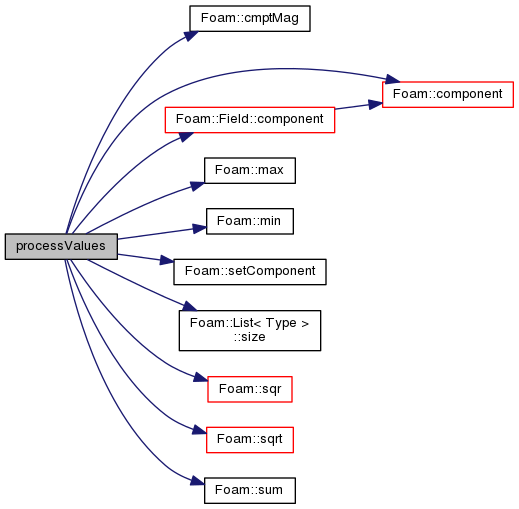 Foam::cmptMag
Foam::component
Foam::Field::component
Foam::max
Foam::min
processValues
Foam::setComponent
Foam::List< Type >
::size
Foam::sqr
Foam::sqrt
Foam::sum